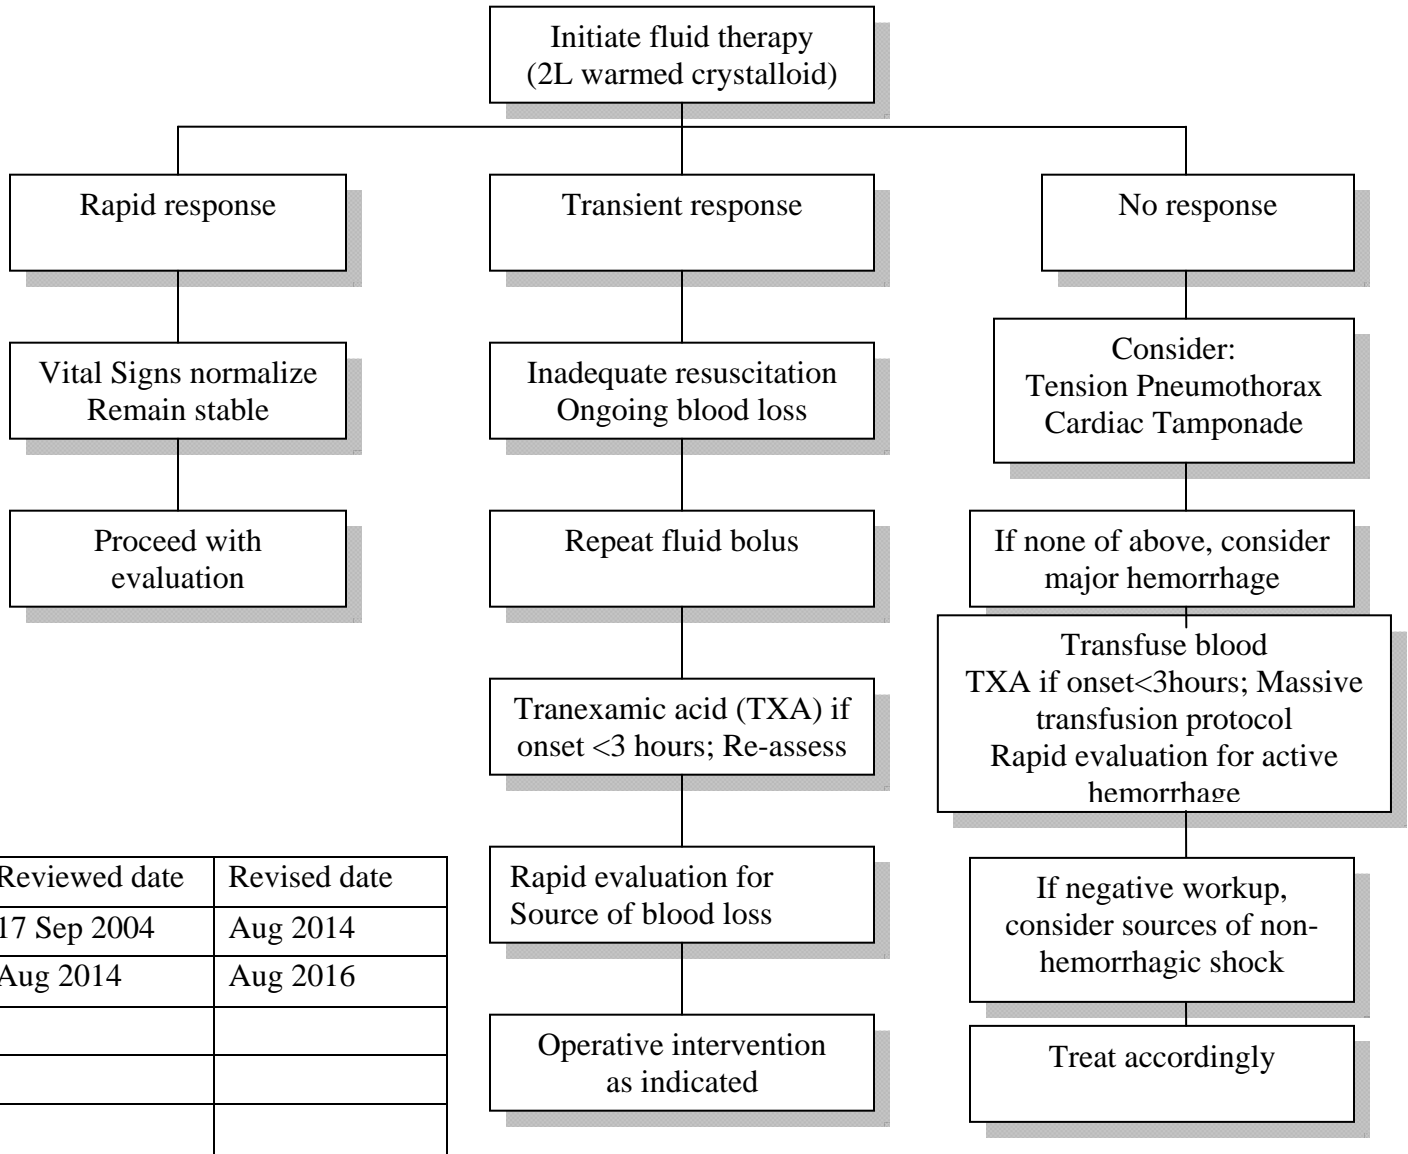 Initiate fluid therapy
(2L warmed crystalloid)
Rapid response
Vital Signs normalize
Remain stable
Proceed with
evaluation
Transient response
Inadequate resuscitation
Ongoing blood loss
Repeat fluid bolus
Tranexamic acid (TXA) if
onset <3 hours; Re-assess
Rapid evaluation for
Source of blood loss
Operative intervention
as indicated
No response
Consider:
Tension Pneumothorax
Cardiac Tamponade
If none of above, consider
major hemorrhage
Transfuse blood
TXA if onset<3hours; Massive
transfusion protocol
Rapid evaluation for active
hemorrhage
If negative workup,
consider sources of non-
hemorrhagic shock
Treat accordingly
Reviewed date Revised date
17 Sep 2004 Aug 2014
Aug 2014 Aug 2016